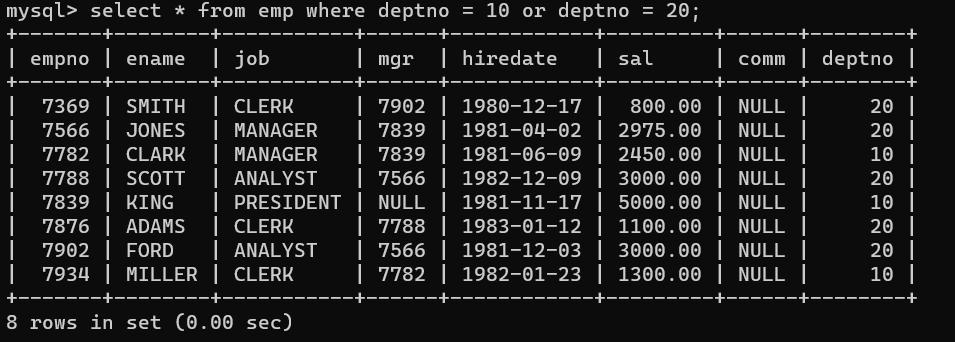 mysql> select * from emp where deptno = 10 or deptno = 20;
+-------+--------+-----------+------+------------+---------+------+--------+
| empno | ename  | job       | mgr  | hiredate   | sal     | comm | deptno |
+-------+--------+-----------+------+------------+---------+------+--------+
|  7369 | SMITH  | CLERK     | 7902 | 1980-12-17 |  800.00 | NULL |     20 |
|  7566 | JONES  | MANAGER   | 7839 | 1981-04-02 | 2975.00 | NULL |     20 |
|  7782 | CLARK  | MANAGER   | 7839 | 1981-06-09 | 2450.00 | NULL |     10 |
|  7788 | SCOTT  | ANALYST   | 7566 | 1982-12-09 | 3000.00 | NULL |     20 |
|  7839 | KING   | PRESIDENT | NULL | 1981-11-17 | 5000.00 | NULL |     10 |
|  7876 | ADAMS  | CLERK     | 7788 | 1983-01-12 | 1100.00 | NULL |     20 |
|  7902 | FORD   | ANALYST   | 7566 | 1981-12-03 | 3000.00 | NULL |     20 |
|  7934 | MILLER | CLERK     | 7782 | 1982-01-23 | 1300.00 | NULL |     10 |
+-------+--------+-----------+------+------------+---------+------+--------+
8 rows in set (0.00 sec)